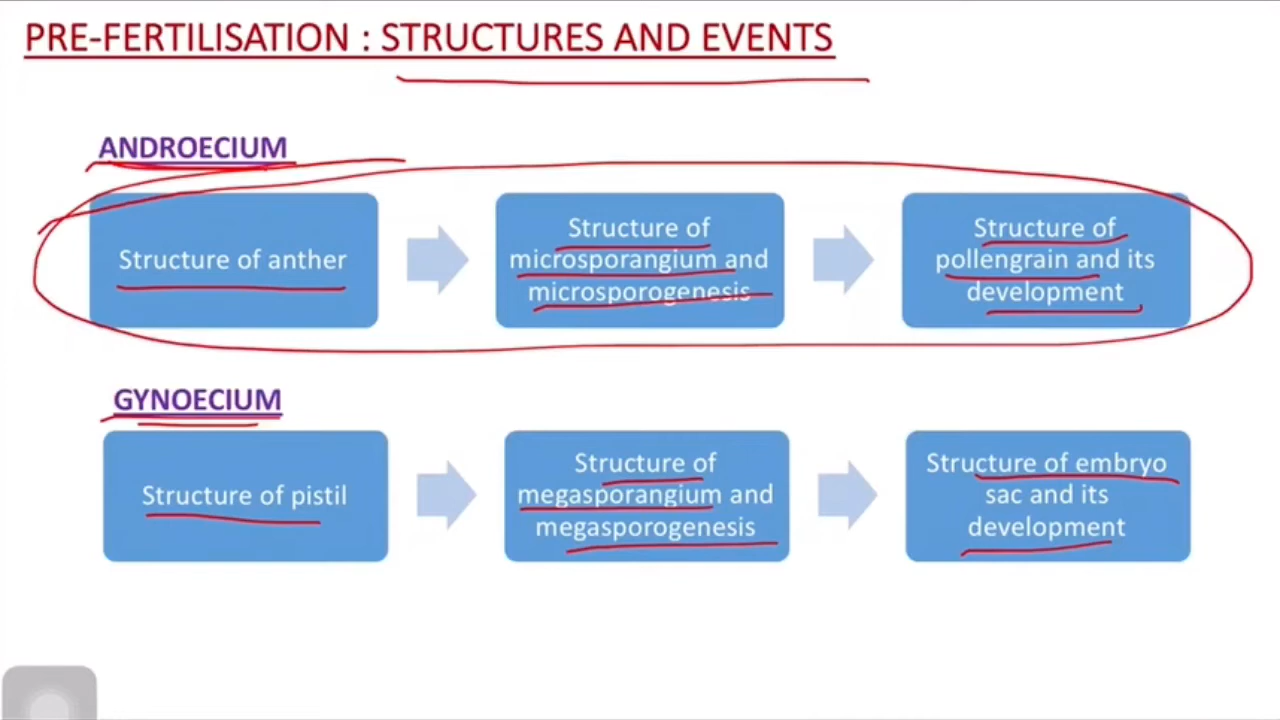 PRE-FERTILISATION : STRUCTURES AND EVENTS
ANDROECIUM
Structure of anther
Structure of
microsporangium and
microsporogenesis
Structure of
pollengrain and its
development
GYNOECIUM
Structure of pistil
Structure of
megasporangium and
megasporogenesis
Structure of embryo
sac and its
development